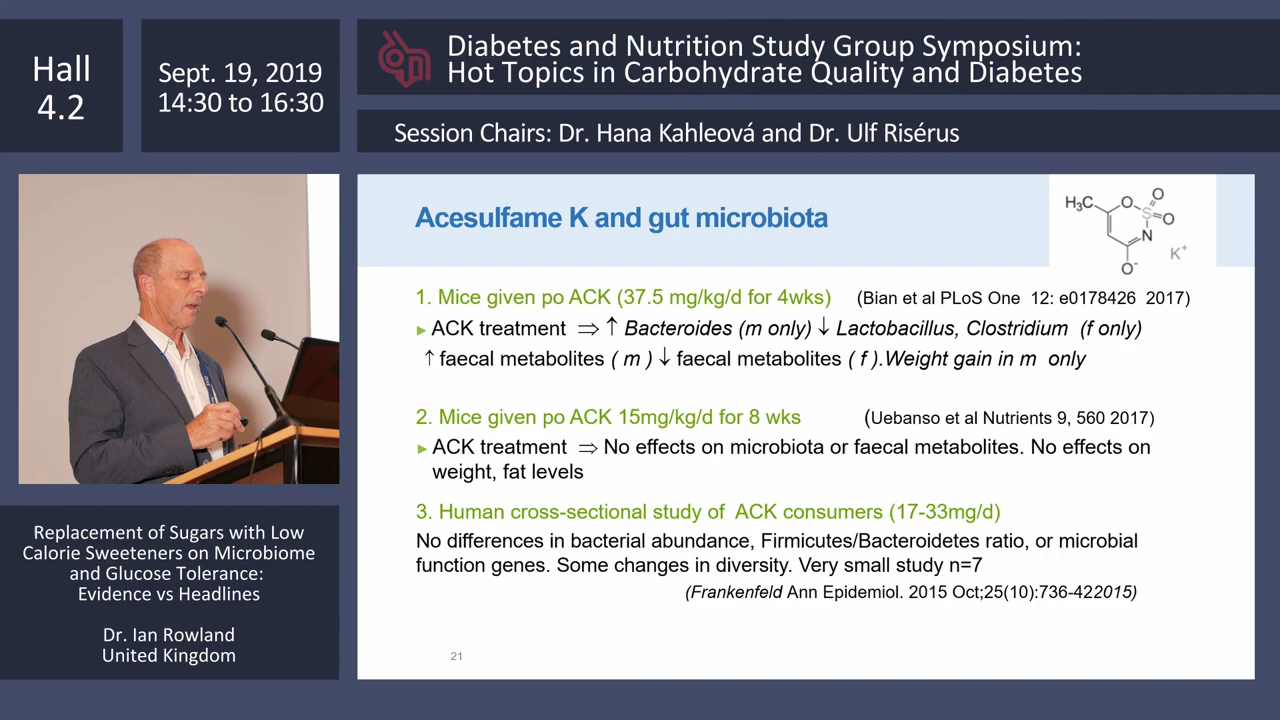 Hall
4.2
Sept. 19, 2019
14:30 to 16:30
Diabetes and Nutrition Study Group Symposium:
Hot Topics in Carbohydrate Quality and Diabetes
Session Chairs: Dr. Hana Kahleová and Dr. Ulf Risérus
Acesulfame K and gut microbiota
H₃C O S O O N O⁻ K⁺
1. Mice given po ACK (37.5 mg/kg/d for 4wks) (Bian et al PLoS One 12: e0178426 2017)
▸ ACK treatment ⇒ ↑ Bacteroides (m only) ↓ Lactobacillus, Clostridium (f only)
↑ faecal metabolites ( m ) ↓ faecal metabolites ( f ).Weight gain in m only
2. Mice given po ACK 15mg/kg/d for 8 wks (Uebanso et al Nutrients 9, 560 2017)
▸ ACK treatment ⇒ No effects on microbiota or faecal metabolites. No effects on
weight, fat levels
3. Human cross-sectional study of ACK consumers (17-33mg/d)
No differences in bacterial abundance, Firmicutes/Bacteroidetes ratio, or microbial
function genes. Some changes in diversity. Very small study n=7
(Frankenfeld Ann Epidemiol. 2015 Oct;25(10):736-422015)
21
Replacement of Sugars with Low
Calorie Sweeteners on Microbiome
and Glucose Tolerance:
Evidence vs Headlines
Dr. Ian Rowland
United Kingdom